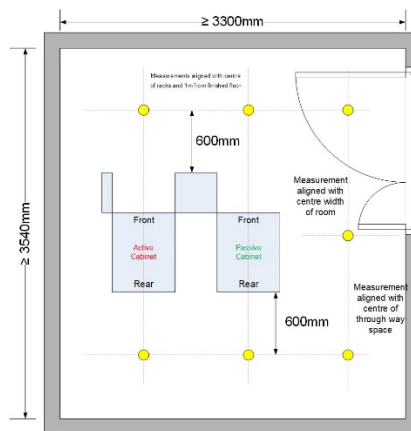 ≥ 3300mm
Measurements aligned with centre
of racks and 1m from finished floor
600mm
≥ 3540mm
Measurement
aligned with
centre width
of room
Front
Front
Active
Cabinet
Passive
Cabinet
Rear
Rear
Measurement
aligned with
centre of
through way
space
600mm